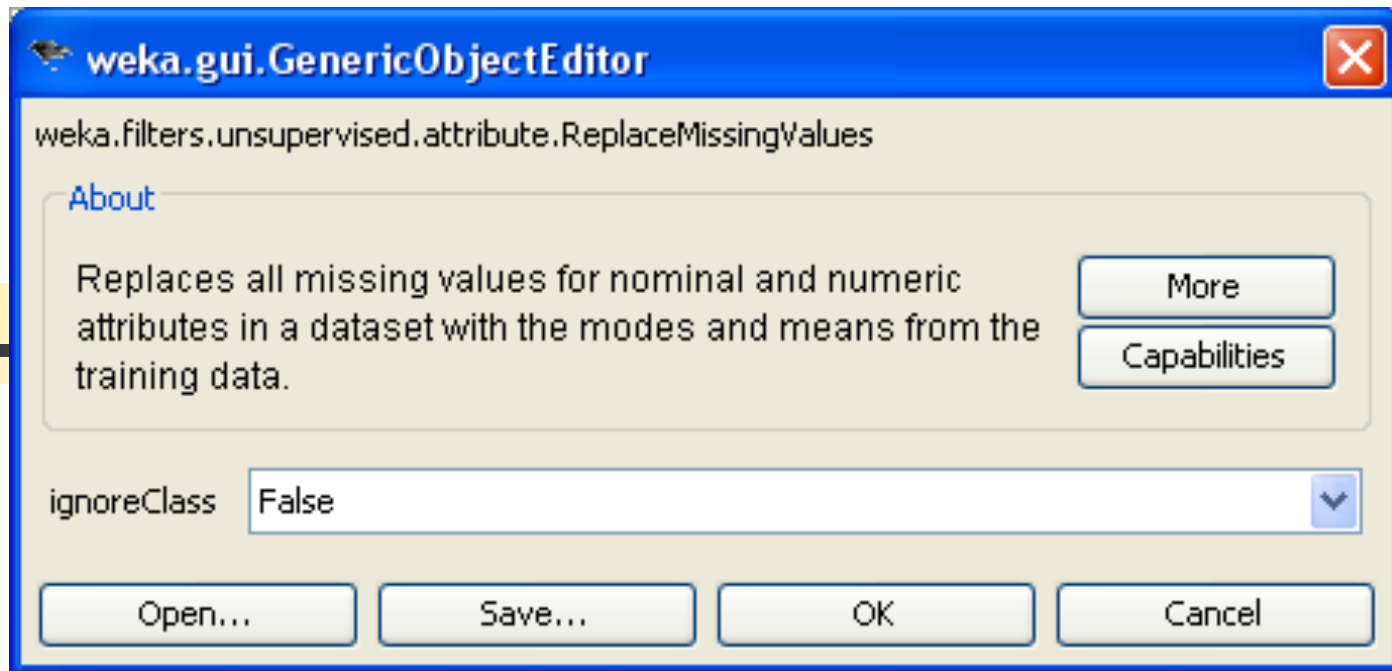 weka.gui.GenericObjectEditor
weka.filters.unsupervised.attribute.ReplaceMissingValues
About
Replaces all missing values for nominal and numeric
attributes in a dataset with the modes and means from the
training data.
More
Capabilities
ignoreClass False
Open... Save... OK Cancel